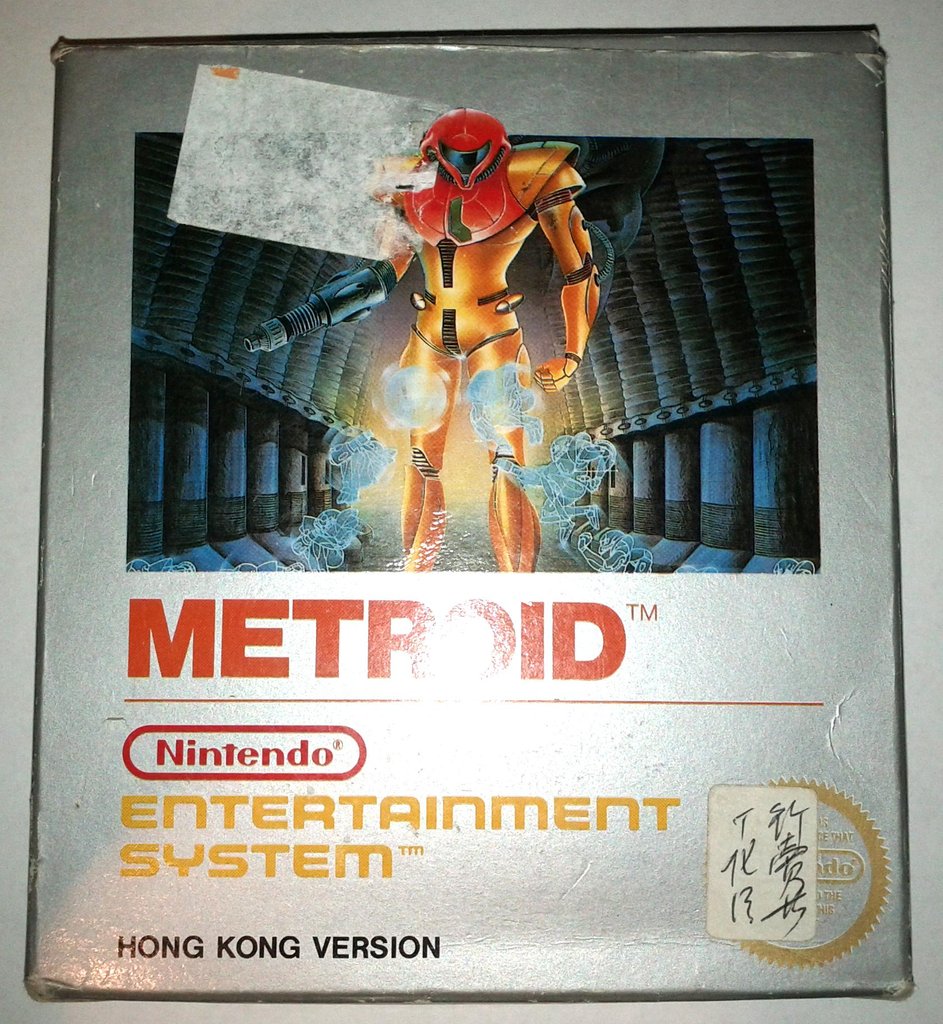 METROID™
Nintendo®
ENTERTAINMENT
SYSTEM™
HONG KONG VERSION